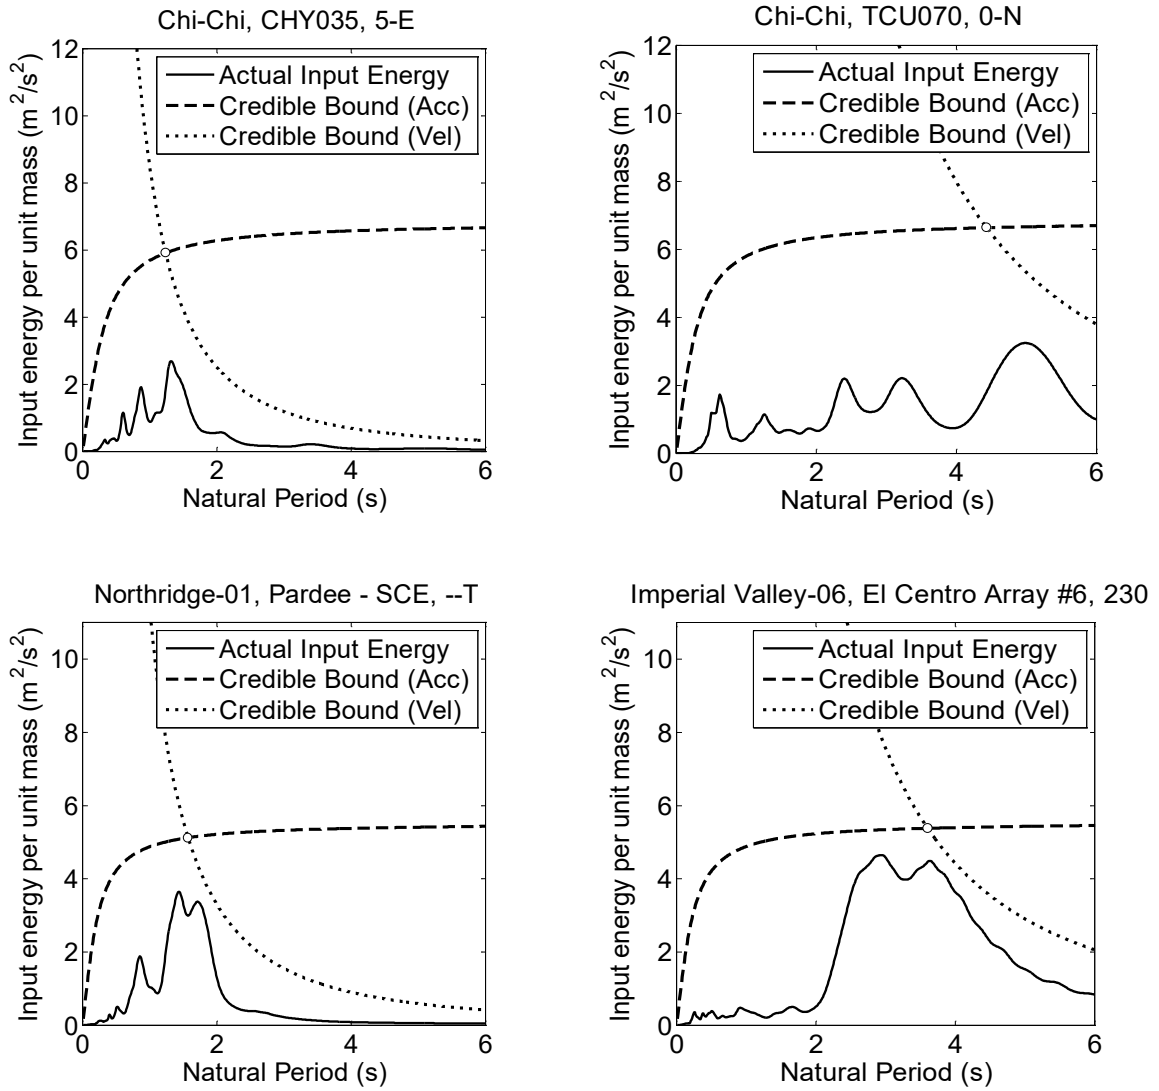 Chi-Chi, CHY035, 5-E
Input energy per unit mass (m²/s²)
12
10
8
6
4
2
0
Actual Input Energy
Credible Bound (Acc)
Credible Bound (Vel)
0 2 4 6
Natural Period (s)
Chi-Chi, TCU070, 0-N
Input energy per unit mass (m²/s²)
12
10
8
6
4
2
0
Actual Input Energy
Credible Bound (Acc)
Credible Bound (Vel)
0 2 4 6
Natural Period (s)
Northridge-01, Pardee - SCE, --T
Input energy per unit mass (m²/s²)
10
8
6
4
2
0
Actual Input Energy
Credible Bound (Acc)
Credible Bound (Vel)
0 2 4 6
Natural Period (s)
Imperial Valley-06, El Centro Array #6, 230
Input energy per unit mass (m²/s²)
10
8
6
4
2
0
Actual Input Energy
Credible Bound (Acc)
Credible Bound (Vel)
0 2 4 6
Natural Period (s)